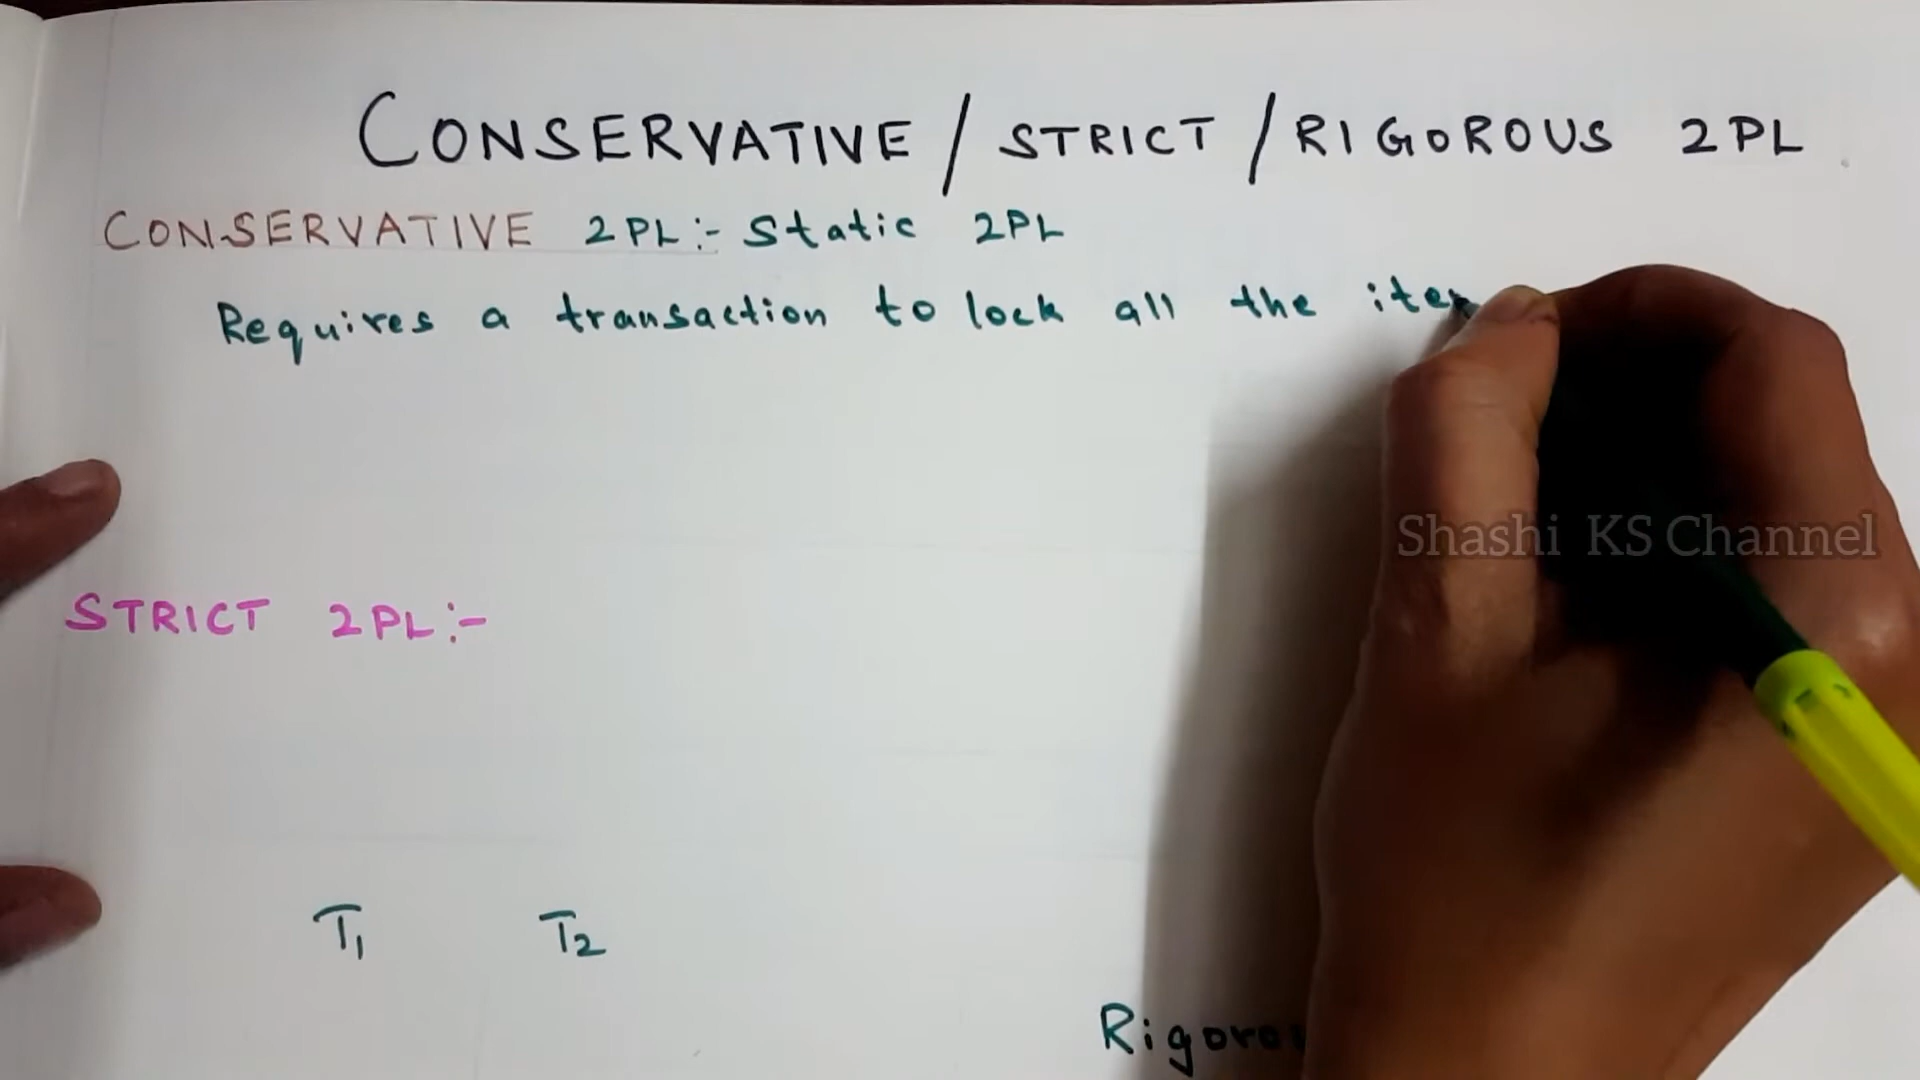 CONSERVATIVE / STRICT / RIGOROUS 2PL
CONSERVATIVE 2PL:- Static 2PL
Requires a transaction to lock all the
Shashi KS Channel
STRICT 2PL:-
T1 T2